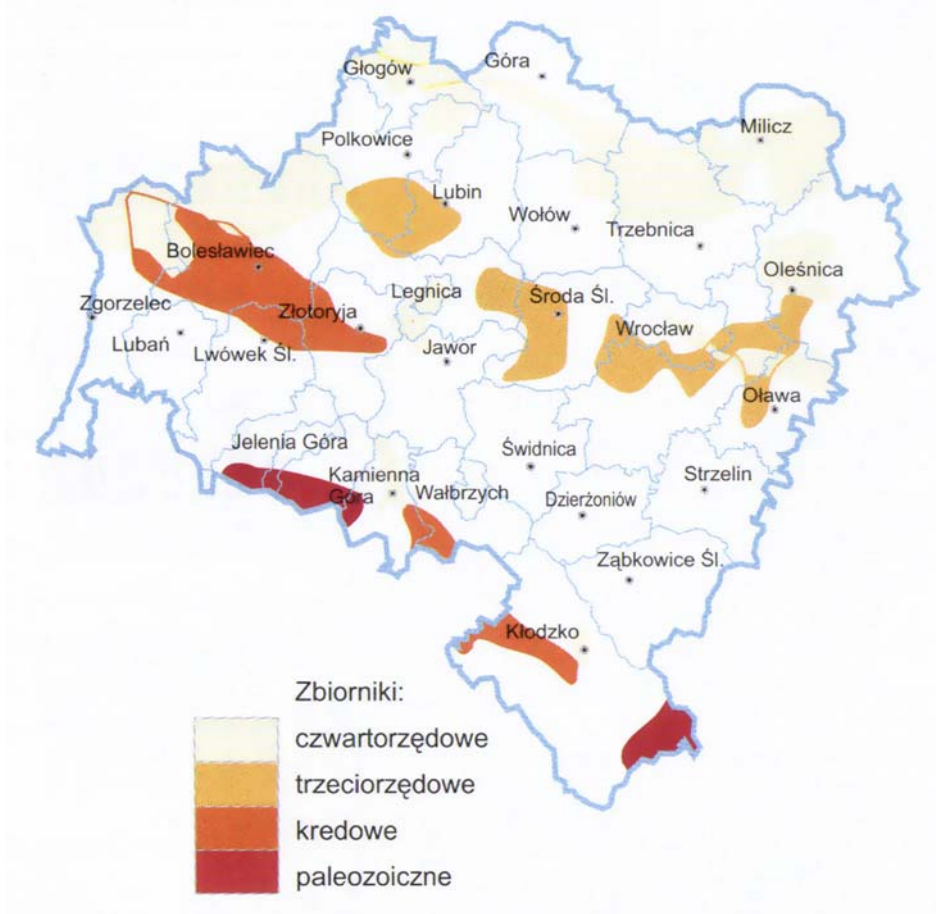 Głogów
Góra
Milicz
Polkowice
Lubin
Wołów
Trzebnica
Bolesławiec
Oleśnica
Zgorzelec
Złotoryja
Legnica
Środa Śl.
Wrocław
Lubań
Lwówek Śl.
Jawor
Oława
Jelenia Góra
Świdnica
Kamienna
Góra
Wałbrzych
Strzelin
Dzierżoniów
Ząbkowice Śl.
Kłodzko
Zbiorniki:
czwartorzędowe
trzeciorzędowe
kredowe
paleozoiczne